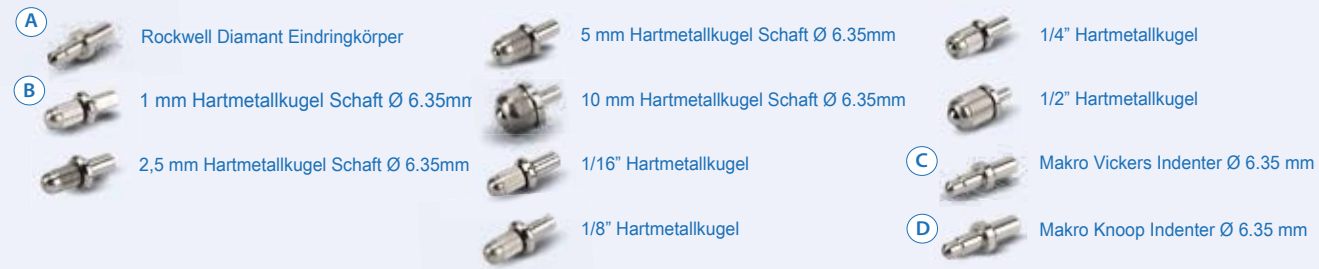 A
Rockwell Diamant Eindringkörper
B
1 mm Hartmetallkugel Schaft Ø 6.35mm
2,5 mm Hartmetallkugel Schaft Ø 6.35mm
5 mm Hartmetallkugel Schaft Ø 6.35mm
10 mm Hartmetallkugel Schaft Ø 6.35mm
1/16” Hartmetallkugel
1/8” Hartmetallkugel
1/4” Hartmetallkugel
1/2” Hartmetallkugel
C
Makro Vickers Indenter Ø 6.35 mm
D
Makro Knoop Indenter Ø 6.35 mm